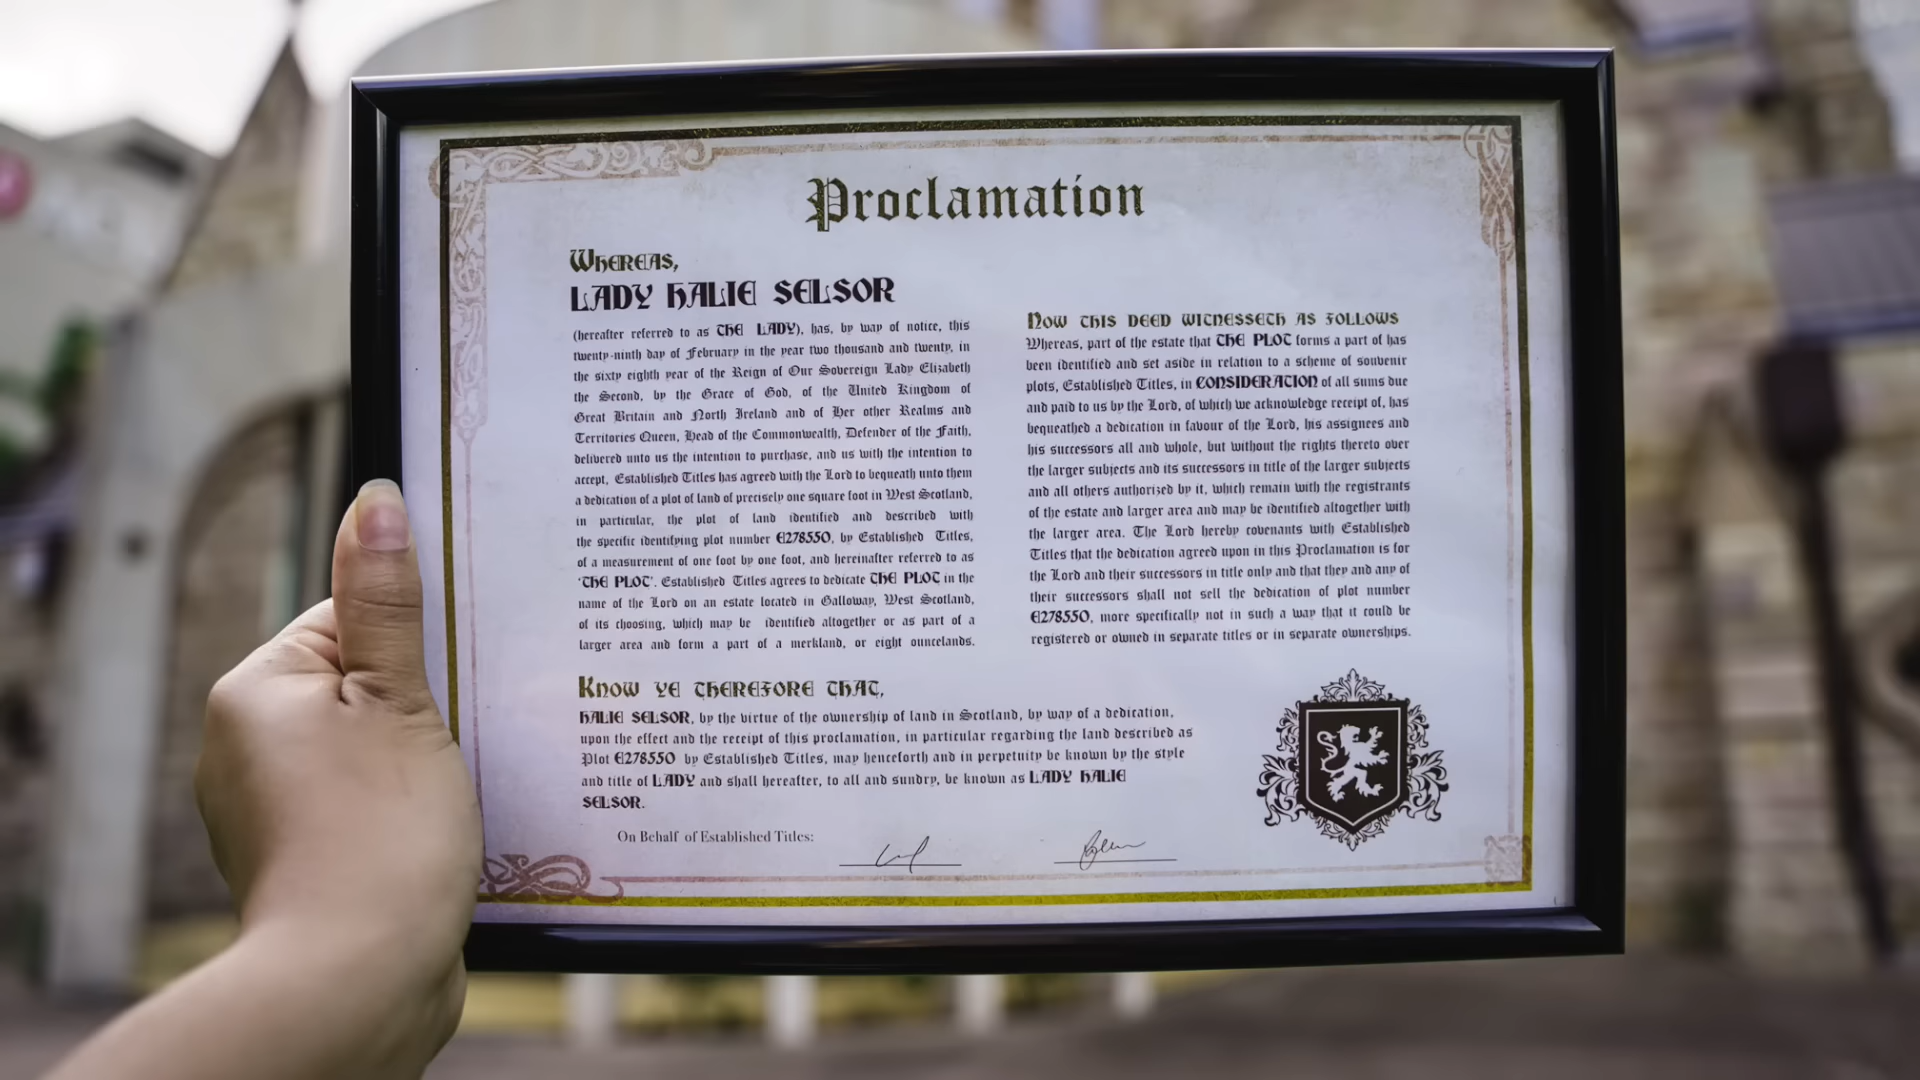 Proclamation
Whereas,
LADY HALIE SELSOR
(hereafter referred to as THE LADY), has, by way of notice, this
twenty-ninth day of February in the year two thousand and twenty, in
the sixty eighth year of the Reign of Our Sovereign Lady Elizabeth
the Second, by the Grace of God, of the United Kingdom of
Great Britain and North Ireland and of Her other Realms and
Territories Queen, Head of the Commonwealth, Defender of the Faith,
delivered unto us the intention to purchase, and us with the intention to
accept, Established Titles has agreed with the Lord to bequeath unto them
a dedication of a plot of land of precisely one square foot in West Scotland,
in particular, the plot of land identified and described with
the specific identifying plot number E278550, by Established Titles,
of a measurement of one foot by one foot, and hereinafter referred to as
'THE PLOT'. Established Titles agrees to dedicate THE PLOT in the
name of the Lord on an estate located in Galloway, West Scotland,
of its choosing, which may be identified altogether or as part of a
larger area and form a part of a merkland, or eight ouncelands.
Now this deed witnesseth as follows
Whereas, part of the estate that THE PLOT forms a part of has
been identified and set aside in relation to a scheme of souvenir
plots, Established Titles, in CONSIDERATION of all sums due
and paid to us by the Lord, of which we acknowledge receipt of, has
bequeathed a dedication in favour of the Lord, his assignees and
his successors all and whole, but without the rights thereto over
the larger subjects and its successors in title of the larger subjects
and all others authorized by it, which remain with the registrants
of the estate and larger area and may be identified altogether with
the larger area. The Lord hereby covenants with Established
Titles that the dedication agreed upon in this Proclamation is for
the Lord and their successors in title only and that they and any of
their successors shall not sell the dedication of plot number
E278550, more specifically not in such a way that it could be
registered or owned in separate titles or in separate ownerships.
Know ye therefore that,
HALIE SELSOR, by the virtue of the ownership of land in Scotland, by way of a dedication,
upon the effect and the receipt of this proclamation, in particular regarding the land described as
Plot E278550 by Established Titles, may henceforth and in perpetuity be known by the style
and title of LADY and shall hereafter, to all and sundry, be known as LADY HALIE
SELSOR.
On Behalf of Established Titles: